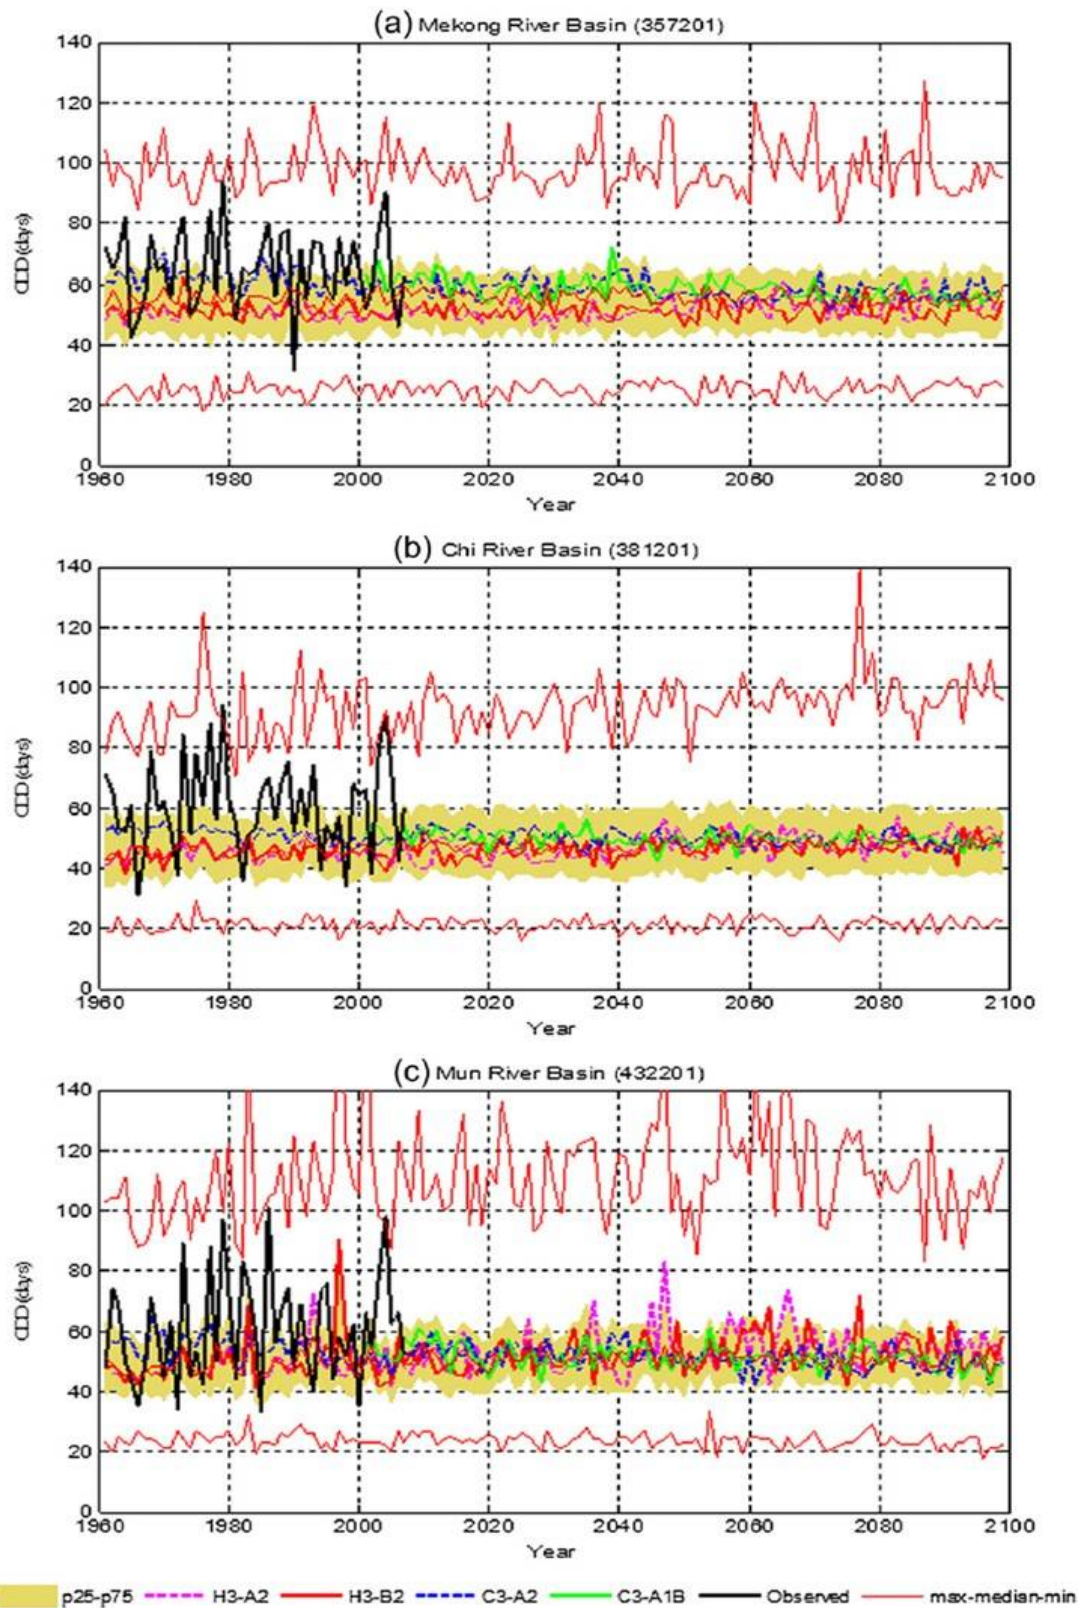 (a) Mekong River Basin (357201)
140
120
100
80
60
40
20
0
CDD (days)
1960 1980 2000 2020 2040 2060 2080 2100
Year
(b) Chi River Basin (381201)
140
120
100
80
60
40
20
0
CDD (days)
1960 1980 2000 2020 2040 2060 2080 2100
Year
(c) Mun River Basin (432201)
140
120
100
80
60
40
20
0
CDD (days)
1960 1980 2000 2020 2040 2060 2080 2100
Year
p25-p75 H3-A2 H3-B2 C3-A2 C3-A1B Observed max-median-min